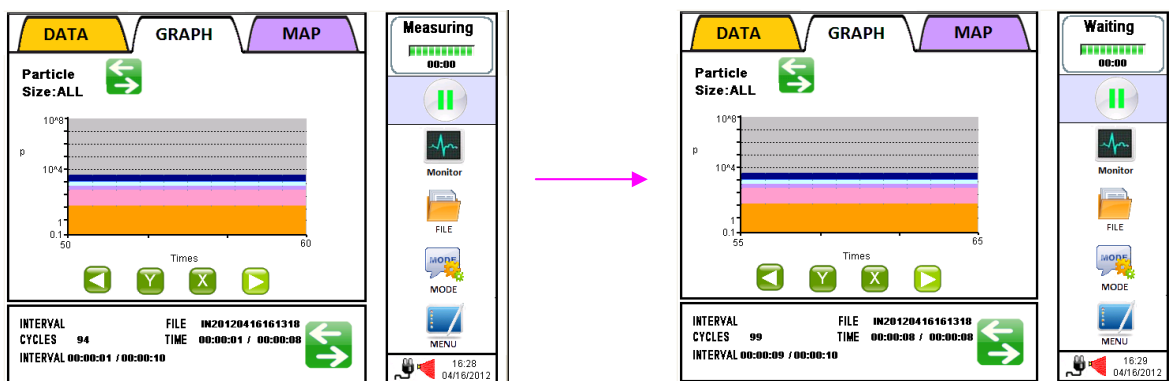 DATA GRAPH MAP
Particle
Size:ALL
10^8
p
10^4
1
0.1
50 60
Times
Y X
INTERVAL FILE IN20120416161318
CYCLES 94 TIME 00:00:01 / 00:00:08
INTERVAL 00:00:01 / 00:00:10
Measuring
00:00
Monitor
FILE
MODE
MODE
MENU
16:28
04/16/2012
DATA GRAPH MAP
Particle
Size:ALL
10^8
p
10^4
1
0.1
55 65
Times
Y X
INTERVAL FILE IN20120416161318
CYCLES 99 TIME 00:00:08 / 00:00:08
INTERVAL 00:00:09 / 00:00:10
Waiting
00:00
Monitor
FILE
MODE
MODE
MENU
16:29
04/16/2012